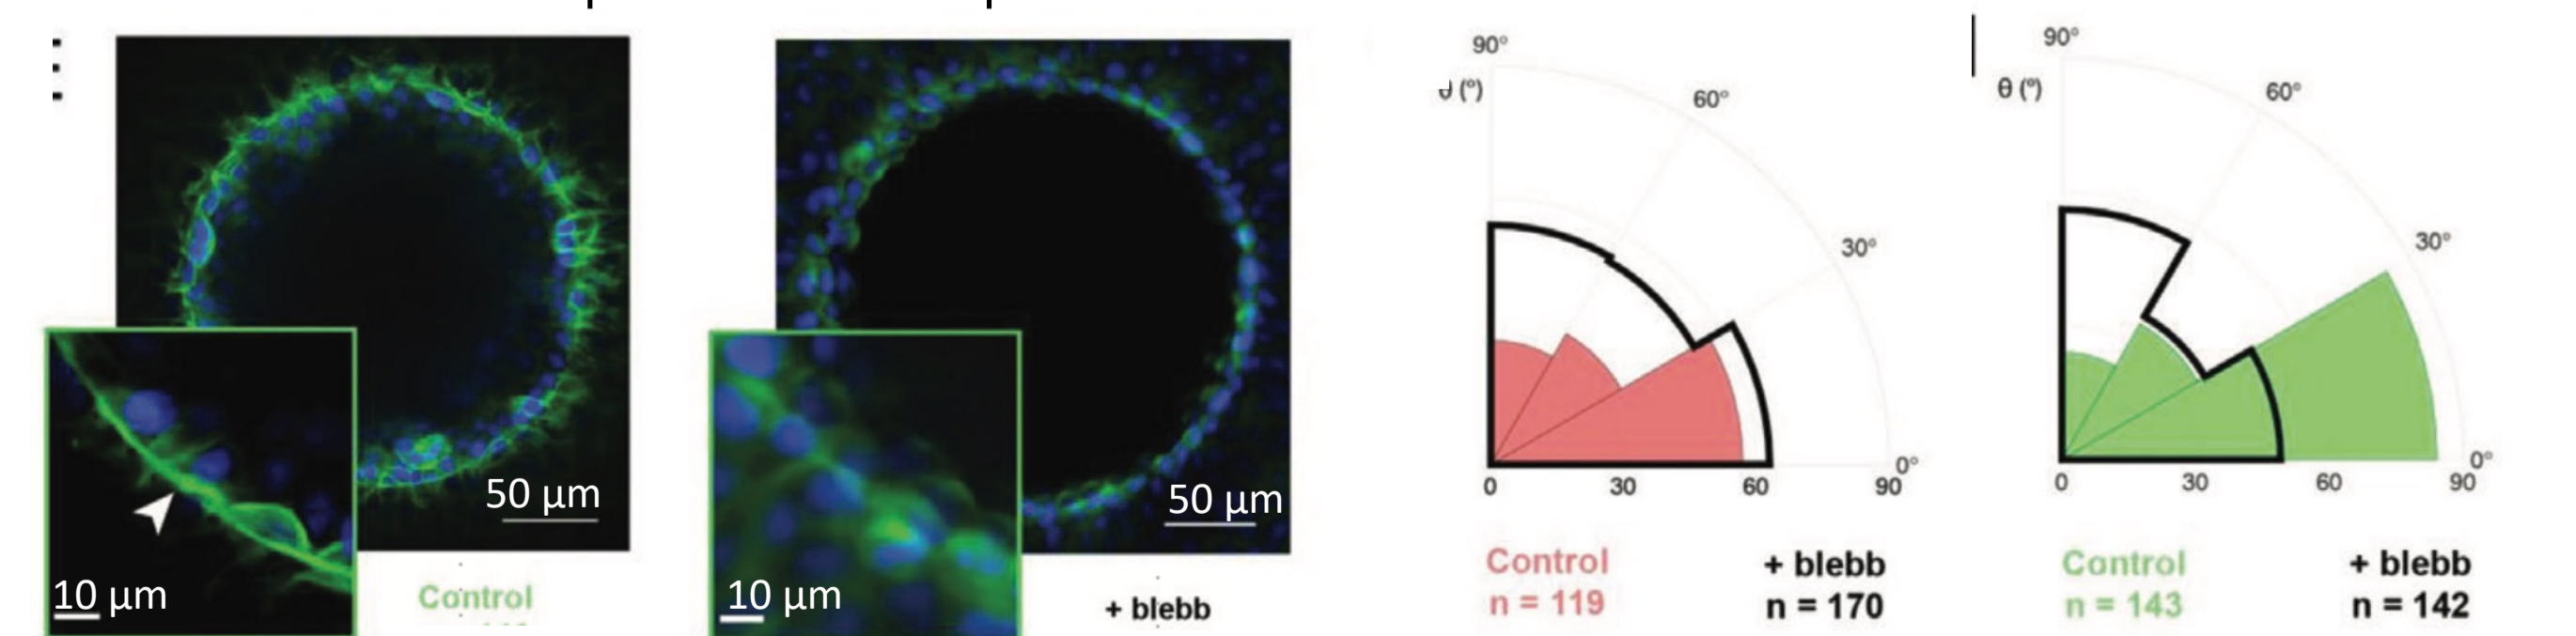 50 μm
10 μm
Control
50 μm
10 μm
+ blebb
90°
θ (º)
60°
30°
0°
0 30 60 90
Control + blebb
n = 119 n = 170
90°
θ (º)
60°
30°
0°
0 30 60 90
Control + blebb
n = 143 n = 142